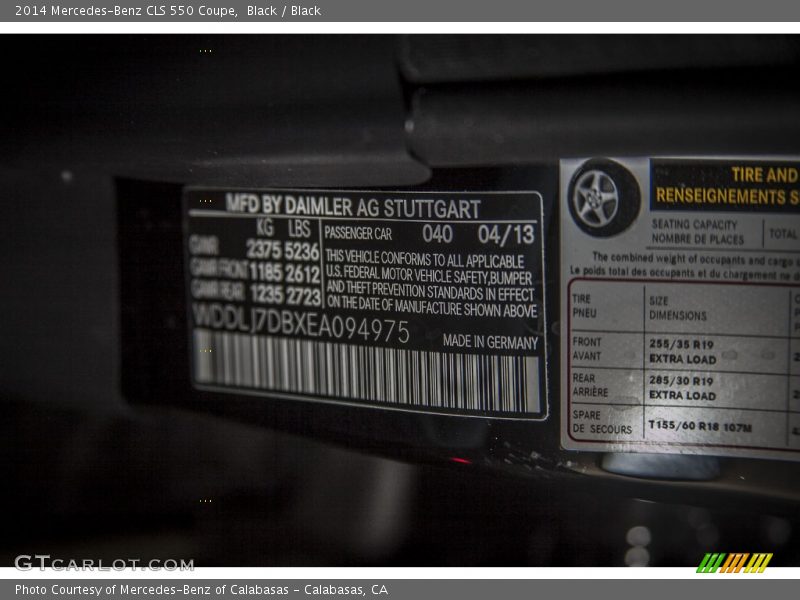 2014 Mercedes-Benz CLS 550 Coupe, Black / Black
MFD BY DAIMLER AG STUTTGART
KG LBS
PASSENGER CAR 040 04/13
GVWR 2375 5236
GAWR FRONT 1185 2612
GAWR REAR 1235 2723
THIS VEHICLE CONFORMS TO ALL APPLICABLE
U.S. FEDERAL MOTOR VEHICLE SAFETY,BUMPER
AND THEFT PREVENTION STANDARDS IN EFFECT
ON THE DATE OF MANUFACTURE SHOWN ABOVE
WDDLJ7DBXEA094975
MADE IN GERMANY
TIRE AND
RENSEIGNEMENTS S
SEATING CAPACITY
NOMBRE DE PLACES
TOTAL
The combined weight of occupants and cargo
Le poids total des occupants et du chargement ne
TIRE
PNEU
SIZE
DIMENSIONS
FRONT
AVANT
255/35 R19
EXTRA LOAD
REAR
ARRIÈRE
285/30 R19
EXTRA LOAD
SPARE
DE SECOURS
T155/60 R18 107M
GTCARLOT.COM
Photo Courtesy of Mercedes-Benz of Calabasas - Calabasas, CA